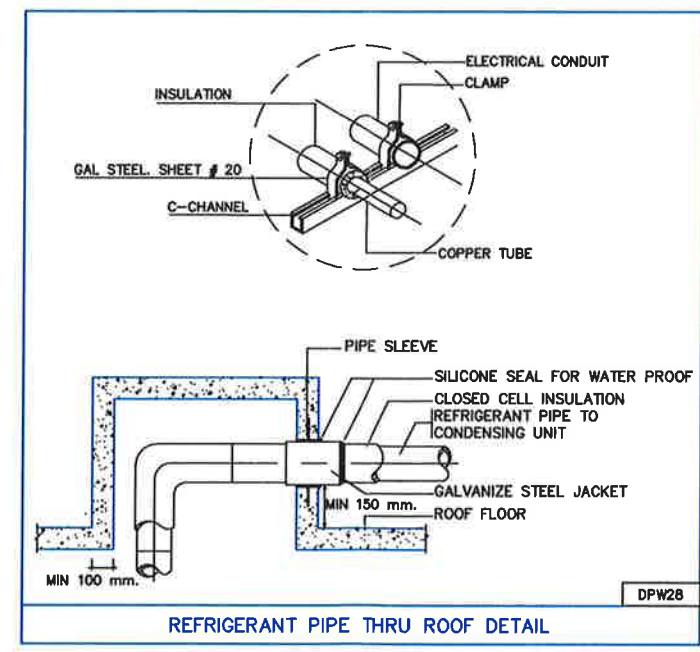 ELECTRICAL CONDUIT
CLAMP
INSULATION
GAL STEEL. SHEET # 20
C-CHANNEL
COPPER TUBE
PIPE SLEEVE
SILICONE SEAL FOR WATER PROOF
CLOSED CELL INSULATION
REFRIGERANT PIPE TO
CONDENSING UNIT
GALVANIZE STEEL JACKET
MIN 150 mm.
ROOF FLOOR
MIN 100 mm.
DPW28
REFRIGERANT PIPE THRU ROOF DETAIL